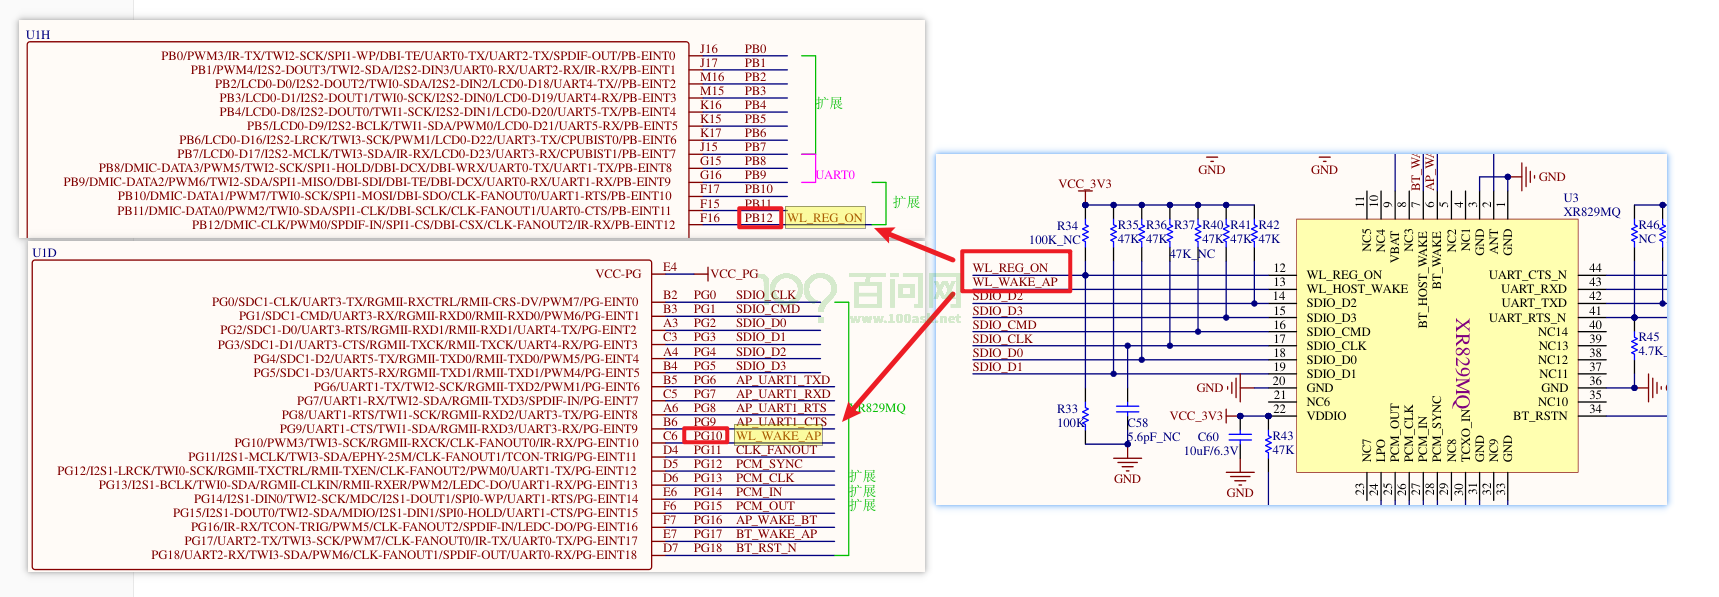 U1H
PB0/PWM3/IR-TX/TWI2-SCK/SPI1-WP/DBI-TE/UART0-TX/UART2-TX/SPDIF-OUT/PB-EINT0 J16 PB0
PB1/PWM4/I2S2-DOUT3/TWI2-SDA/I2S2-DIN3/UART0-RX/UART2-RX/IR-RX/PB-EINT1 J17 PB1
PB2/LCD0-D0/I2S2-DOUT2/TWI0-SDA/I2S2-DIN2/LCD0-D18/UART4-TX/PB-EINT2 M16 PB2
PB3/LCD0-D1/I2S2-DOUT1/TWI0-SCK/I2S2-DIN0/LCD0-D19/UART4-RX/PB-EINT3 M15 PB3
PB4/LCD0-D8/I2S2-DOUT0/TWI1-SCK/I2S2-DIN1/LCD0-D20/UART5-TX/PB-EINT4 K16 PB4
扩展
PB5/LCD0-D9/I2S2-BCLK/TWI1-SDA/PWM0/LCD0-D21/UART5-RX/PB-EINT5 K15 PB5
PB6/LCD0-D16/I2S2-LRCK/TWI3-SCK/PWM1/LCD0-D22/UART3-TX/CPUBIST0/PB-EINT6 K17 PB6
PB7/LCD0-D17/I2S2-MCLK/TWI3-SDA/IR-RX/LCD0-D23/UART3-RX/CPUBIST1/PB-EINT7 J15 PB7
PB8/DMIC-DATA3/PWM5/TWI2-SCK/SPI1-HOLD/DBI-DCX/DBI-WRX/UART0-TX/UART1-TX/PB-EINT8 G15 PB8
UART0
PB9/DMIC-DATA2/PWM6/TWI2-SDA/SPI1-MISO/DBI-SDI/DBI-TE/DBI-DCX/UART0-RX/UART1-RX/PB-EINT9 G16 PB9
PB10/DMIC-DATA1/PWM7/TWI0-SCK/SPI1-MOSI/DBI-SDO/CLK-FANOUT0/UART1-RTS/PB-EINT10 F17 PB10
扩展
PB11/DMIC-DATA0/PWM2/TWI0-SDA/SPI1-CLK/DBI-SCLK/CLK-FANOUT1/UART0-CTS/PB-EINT11 F15 PB11
PB12/DMIC-CLK/PWM0/SPDIF-IN/SPI1-CS/DBI-CSX/CLK-FANOUT2/IR-RX/PB-EINT12 F16 PB12 WL_REG_ON
U1D
VCC-PG E4 VCC_PG
PG0/SDC1-CLK/UART3-TX/RGMII-RXCTRL/RMII-CRS-DV/PWM7/PG-EINT0 B2 PG0 SDIO_CLK
PG1/SDC1-CMD/UART3-RX/RGMII-RXD0/RMII-RXD0/PWM6/PG-EINT1 B3 PG1 SDIO_CMD
PG2/SDC1-D0/UART3-RTS/RGMII-RXD1/RMII-RXD1/UART4-TX/PG-EINT2 A3 PG2 SDIO_D0
PG3/SDC1-D1/UART3-CTS/RGMII-TXCK/RMII-TXCK/UART4-RX/PG-EINT3 C3 PG3 SDIO_D1
PG4/SDC1-D2/UART5-TX/RGMII-TXD0/RMII-TXD0/PWM5/PG-EINT4 A4 PG4 SDIO_D2
PG5/SDC1-D3/UART5-RX/RGMII-TXD1/RMII-TXD1/PWM4/PG-EINT5 B4 PG5 SDIO_D3
PG6/UART1-TX/TWI2-SCK/RGMII-TXD2/PWM1/PG-EINT6 B5 PG6 AP_UART1_TXD
PG7/UART1-RX/TWI2-SDA/RGMII-TXD3/SPDIF-IN/PG-EINT7 C5 PG7 AP_UART1_RXD
PG8/UART1-RTS/TWI1-SCK/RGMII-RXD2/UART3-TX/PG-EINT8 A6 PG8 AP_UART1_RTS
R829MQ
PG9/UART1-CTS/TWI1-SDA/RGMII-RXD3/UART3-RX/PG-EINT9 B6 PG9 AP_UART1_CTS
PG10/PWM3/TWI3-SCK/RGMII-RXCK/CLK-FANOUT0/IR-RX/PG-EINT10 C6 PG10 WL_WAKE_AP
PG11/I2S1-MCLK/TWI3-SDA/EPHY-25M/CLK-FANOUT1/TCON-TRIG/PG-EINT11 D4 PG11 CLK_FANOUT
PG12/I2S1-LRCK/TWI0-SCK/RGMII-TXCTRL/RMII-TXEN/CLK-FANOUT2/PWM0/UART1-TX/PG-EINT12 D5 PG12 PCM_SYNC
PG13/I2S1-BCLK/TWI0-SDA/RGMII-CLKIN/RMII-RXER/PWM2/LEDC-DO/UART1-RX/PG-EINT13 D6 PG13 PCM_CLK 扩展
PG14/I2S1-DIN0/TWI2-SCK/MDC/I2S1-DOUT1/SPI0-WP/UART1-RTS/PG-EINT14 E6 PG14 PCM_IN 扩展
PG15/I2S1-DOUT0/TWI2-SDA/MDIO/I2S1-DIN1/SPI0-HOLD/UART1-CTS/PG-EINT15 F6 PG15 PCM_OUT 扩展
PG16/IR-RX/TCON-TRIG/PWM5/CLK-FANOUT2/SPDIF-IN/LEDC-DO/PG-EINT16 F7 PG16 AP_WAKE_BT
PG17/UART2-TX/TWI3-SCK/PWM7/CLK-FANOUT0/IR-TX/UART0-TX/PG-EINT17 E7 PG17 BT_WAKE_AP
PG18/UART2-RX/TWI3-SDA/PWM6/CLK-FANOUT1/SPDIF-OUT/UART0-RX/PG-EINT18 D7 PG18 BT_RST_N
百问网
www.100ask.net
GND GND
BT_WA
AP_W
GND
VCC_3V3
U3
XR829MQ
R34 100K_NC
R35 47K
R36 47K
R37 47K_NC
R40 47K
R41 47K
R42 47K
R46 NC
11 10 9 8 7 6 5 4 3 2 1
NC5 NC4 VBAT NC3 BT_HOST_WAKE BT_WAKE NC2 NC1 GND ANT GND
WL_REG_ON 12 WL_REG_ON
WL_WAKE_AP 13 WL_HOST_WAKE
SDIO_D2 14 SDIO_D2
SDIO_D3 15 SDIO_D3
SDIO_CMD 16 SDIO_CMD
SDIO_CLK 17 SDIO_CLK
SDIO_D0 18 SDIO_D0
SDIO_D1 19 SDIO_D1
GND 20 GND
21 NC6
VCC_3V3 22 VDDIO
XR829MQ
UART_CTS_N 44
UART_RXD 43
UART_TXD 42
UART_RTS_N 41
NC14 40
NC13 39
NC12 38
NC11 37
GND 36
NC10 35
BT_RSTN 34
R45
4.7K_
R33
100K
C58
5.6pF_NC
C60
10uF/6.3V
R43
47K
GND
GND
NC7 LPO PCM_OUT PCM_CLK PCM_IN PCM_SYNC NC8 TCXO_IN GND NC9 GND
23 24 25 26 27 28 29 30 31 32 33